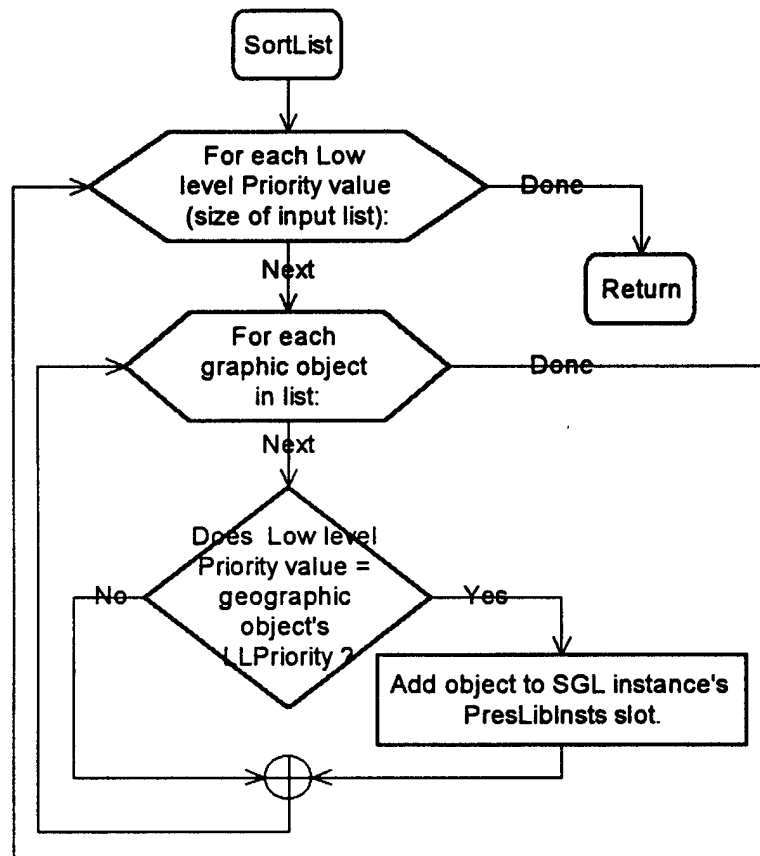 SortList
For each Low
level Priority value
(size of input list):
Done
Next
Return
For each
graphic object
in list:
Done
Next
Does Low level
Priority value =
geographic
object's
LLPriority ?
No
Yes
Add object to SGL instance's
PresLibInsts slot.